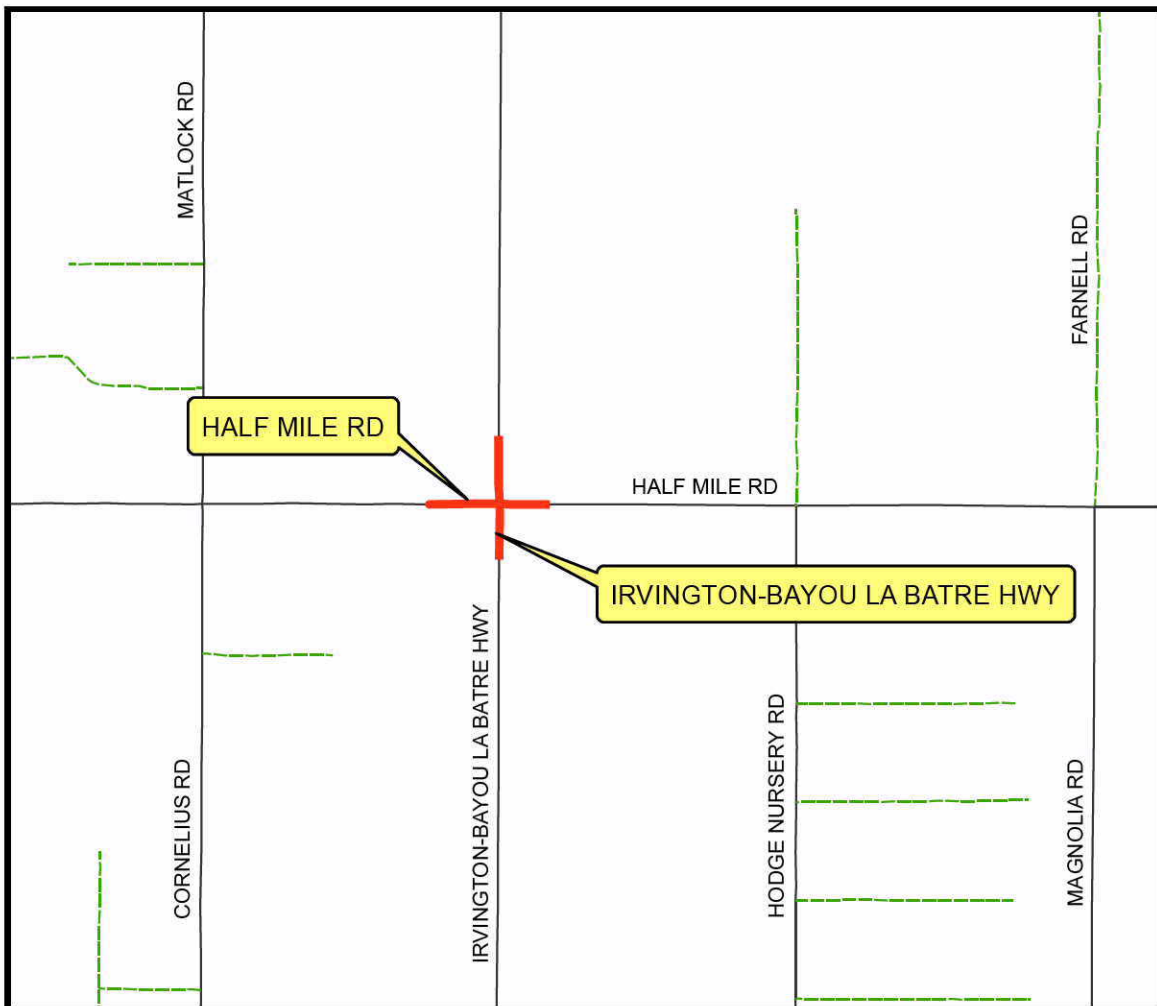 MATLOCK RD
FARNELL RD
HALF MILE RD
HALF MILE RD
IRVINGTON-BAYOU LA BATRE HWY
IRVINGTON-BAYOU LA BATRE HWY
CORNELIUS RD
HODGE NURSERY RD
MAGNOLIA RD